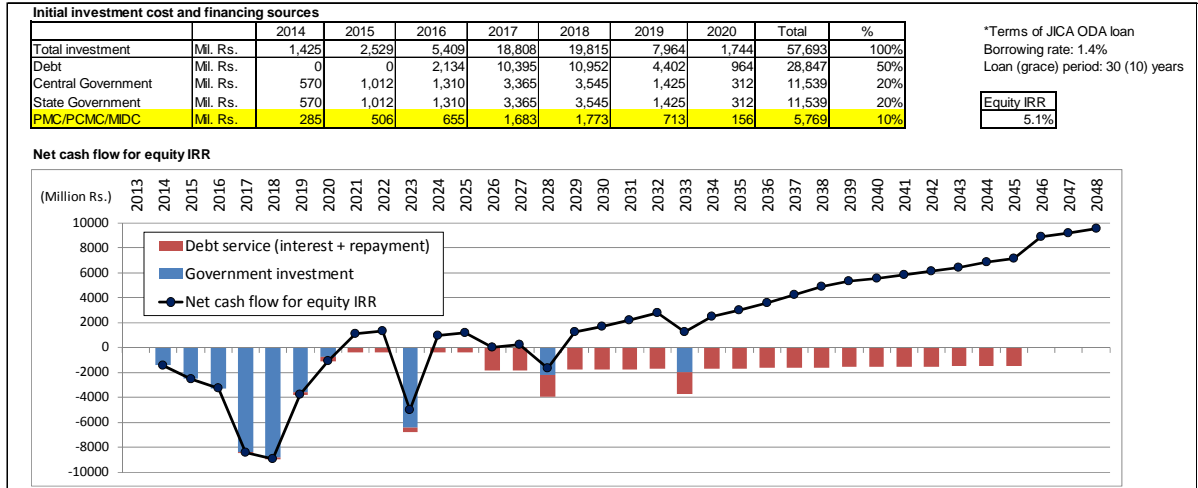 Initial investment cost and financing sources
2014 2015 2016 2017 2018 2019 2020 Total %
Total investment Mil. Rs. 1,425 2,529 5,409 18,808 19,815 7,964 1,744 57,693 100%
Debt Mil. Rs. 0 0 2,134 10,395 10,952 4,402 964 28,847 50%
Central Government Mil. Rs. 570 1,012 1,310 3,365 3,545 1,425 312 11,539 20%
State Government Mil. Rs. 570 1,012 1,310 3,365 3,545 1,425 312 11,539 20%
PMC/PCMC/MIDC Mil. Rs. 285 506 655 1,683 1,773 713 156 5,769 10%
*Terms of JICA ODA loan
Borrowing rate: 1.4%
Loan (grace) period: 30 (10) years
Equity IRR
5.1%
Net cash flow for equity IRR
(Million Rs.) 2013 2014 2015 2016 2017 2018 2019 2020 2021 2022 2023 2024 2025 2026 2027 2028 2029 2030 2031 2032 2033 2034 2035 2036 2037 2038 2039 2040 2041 2042 2043 2044 2045 2046 2047 2048
10000
8000
6000
4000
2000
0
-2000
-4000
-6000
-8000
-10000
Debt service (interest + repayment)
Government investment
Net cash flow for equity IRR